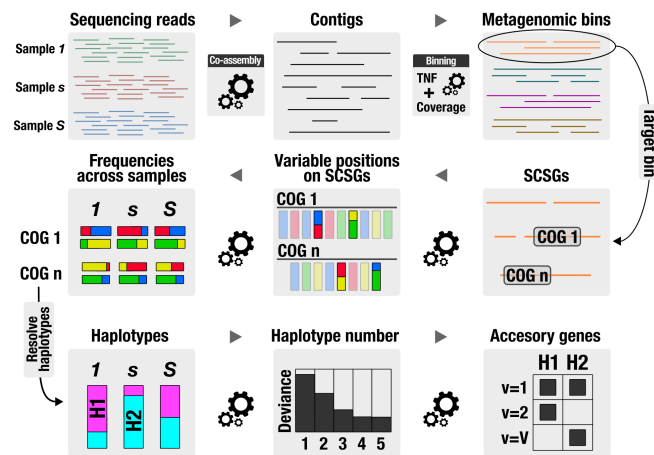 Sequencing reads
Contigs
Metagenomic bins
Sample 1
Sample s
Sample S
Co-assembly
Binning
TNF
+
Coverage
Target bin
Frequencies
across samples
Variable positions
on SCSGs
SCSGs
1 s S
COG 1
COG n
COG 1
COG n
COG 1
COG n
Resolve
haplotypes
Haplotypes
Haplotype number
Accesory genes
1 s S
H1
H2
Deviance
1 2 3 4 5
H1 H2
v=1
v=2
v=V